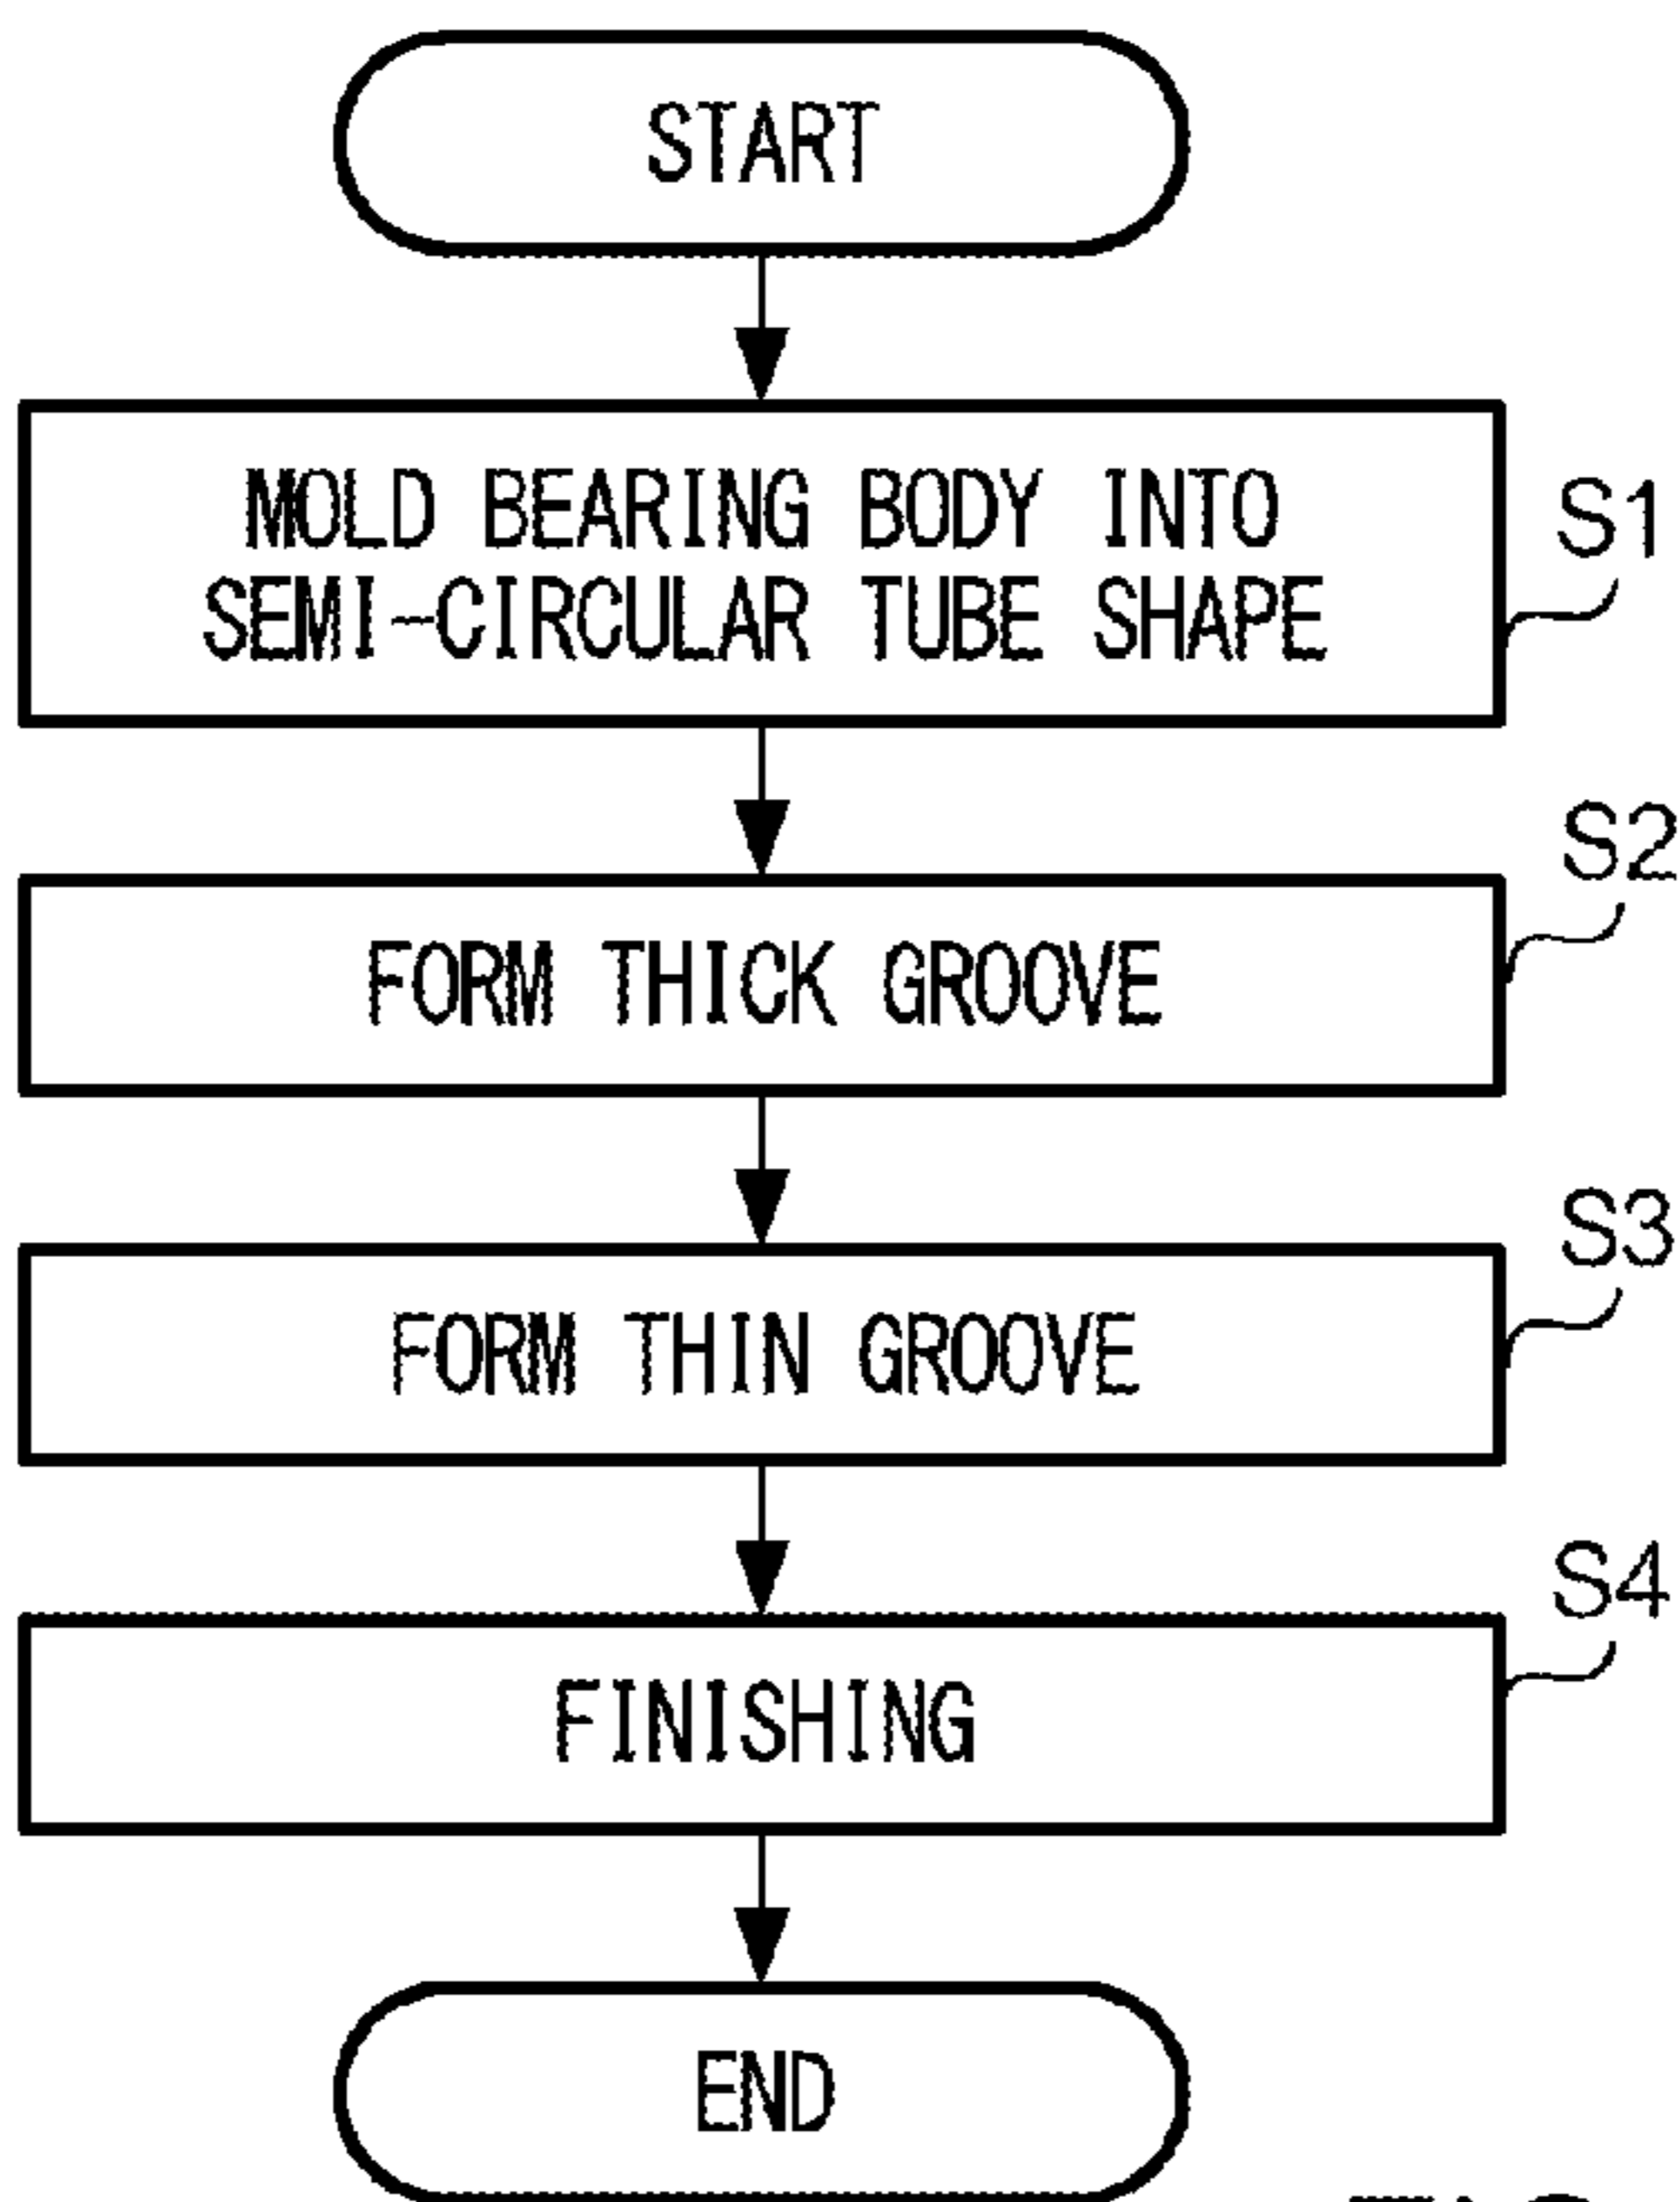 START
MOLD BEARING BODY INTO
SEMI-CIRCULAR TUBE SHAPE
S1
S2
FORM THICK GROOVE
S3
FORM THIN GROOVE
S4
FINISHING
END